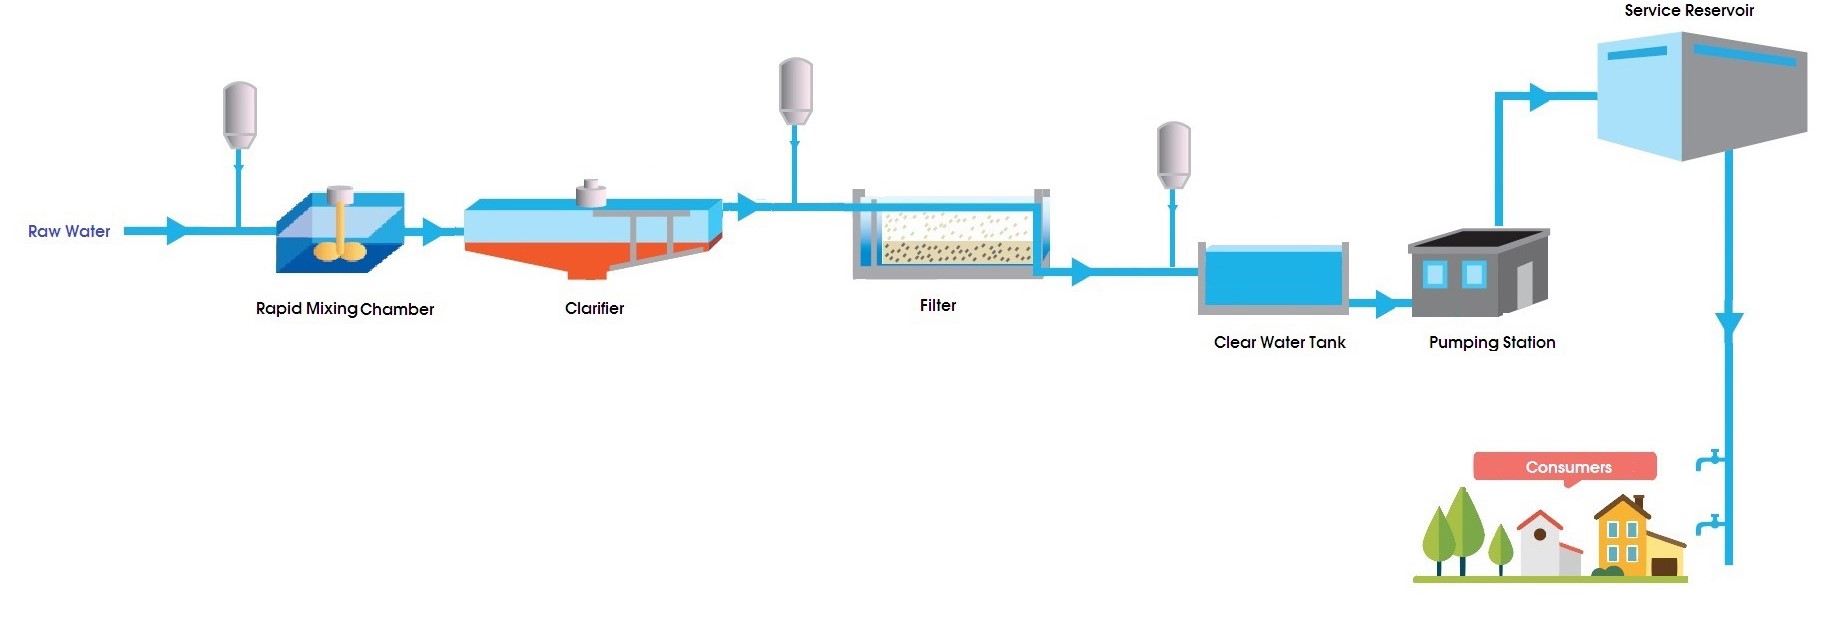 Service Reservoir
Raw Water
Rapid Mixing Chamber
Clarifier
Filter
Clear Water Tank
Pumping Station
Consumers